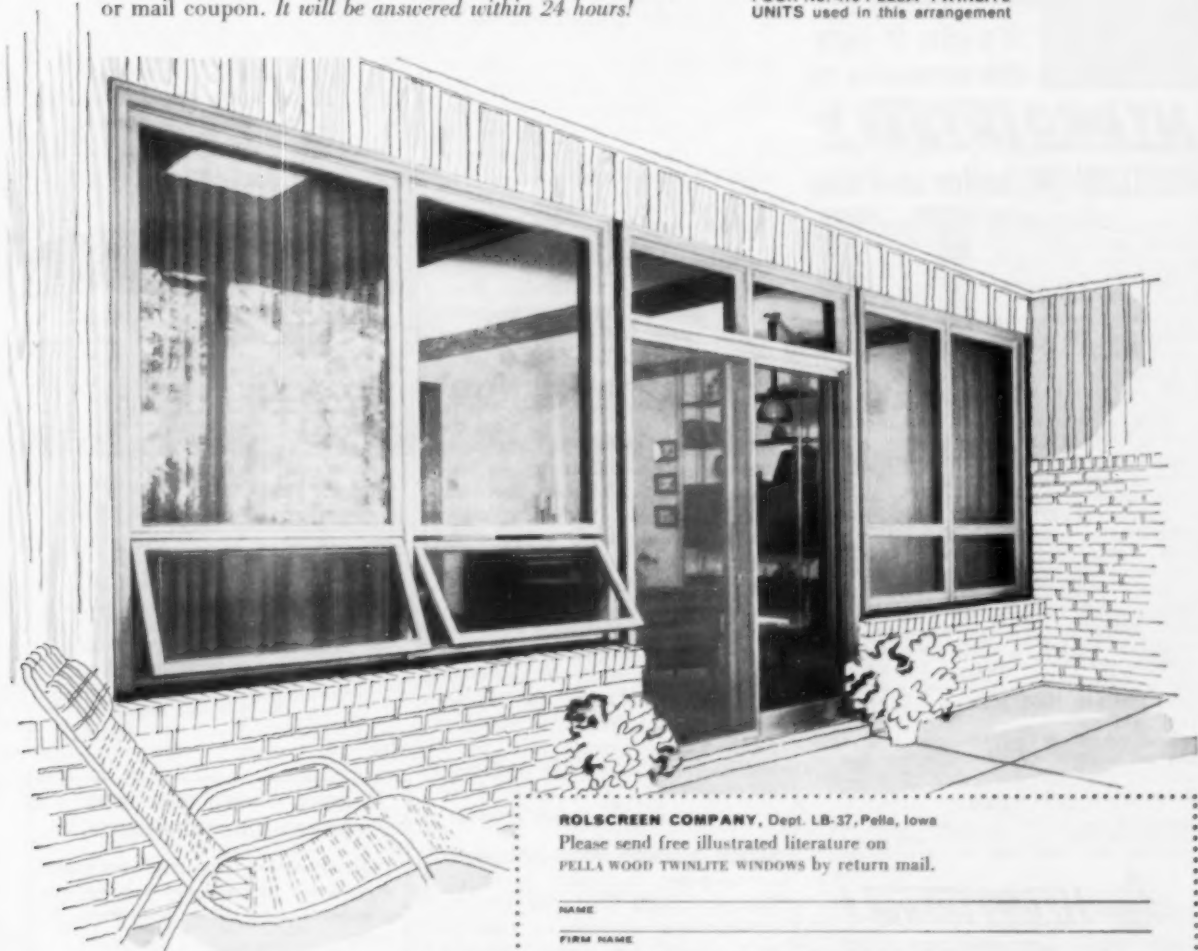 or mail coupon. It will be answered within 24 hours!
UNITS used in this arrangement
ROLSCREEN COMPANY, Dept. LB-37, Pella, Iowa
Please send free illustrated literature on
PELLA WOOD TWINLITE WINDOWS by return mail.
NAME
FIRM NAME